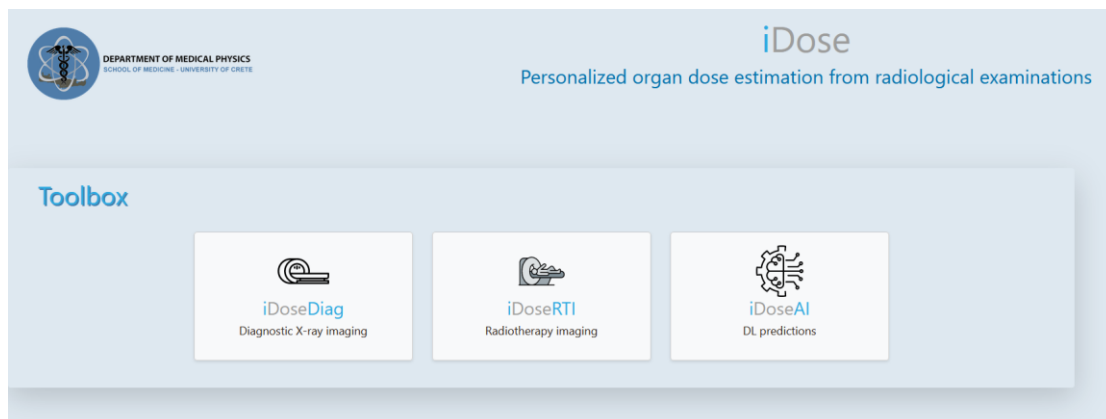 DEPARTMENT OF MEDICAL PHYSICS
SCHOOL OF MEDICINE - UNIVERSITY OF CRETE
iDose
Personalized organ dose estimation from radiological examinations
Toolbox
iDoseDiag
Diagnostic X-ray imaging
iDoseRTI
Radiotherapy imaging
iDoseAI
DL predictions